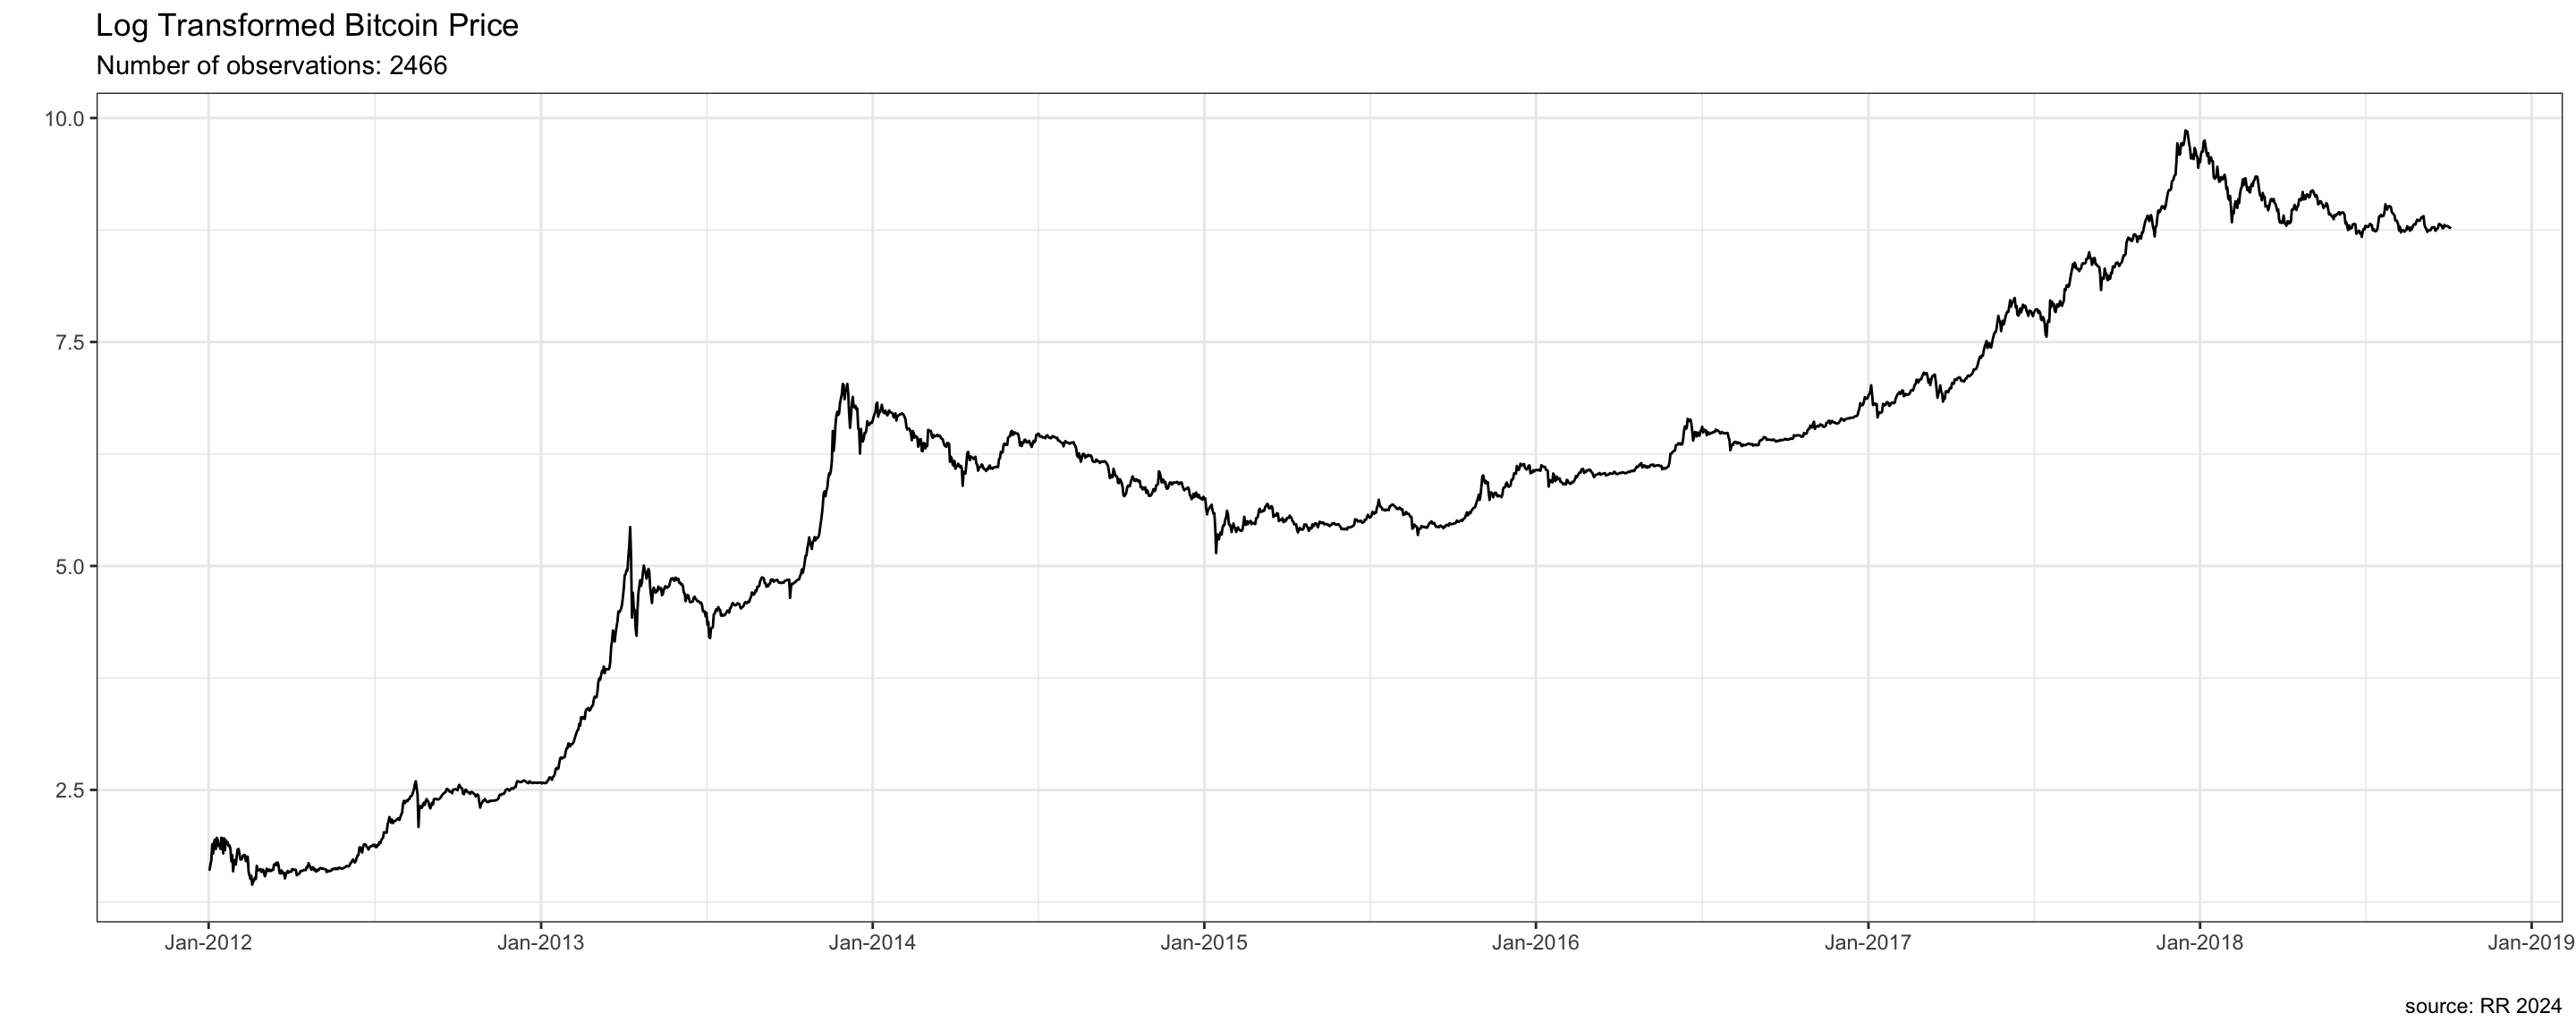 Log Transformed Bitcoin Price
Number of observations: 2466
10.0
7.5
5.0
2.5
Jan-2012 Jan-2013 Jan-2014 Jan-2015 Jan-2016 Jan-2017 Jan-2018 Jan-2019
source: RR 2024